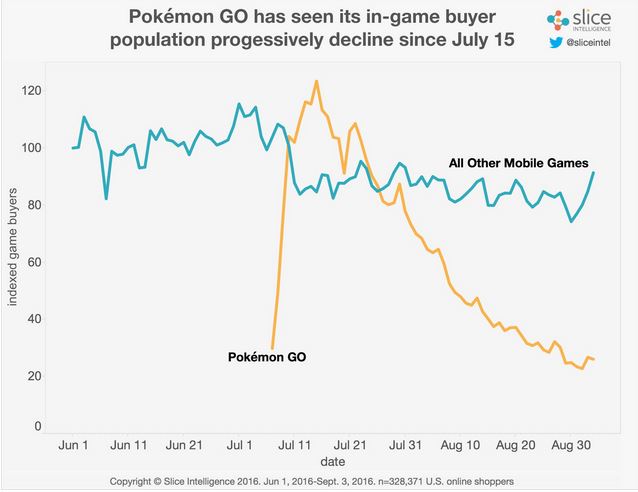 Pokémon GO has seen its in-game buyer
population progessively decline since July 15
slice
INTELLIGENCE
@sliceintel
120
100
80
60
40
20
0
indexed game buyers
All Other Mobile Games
Pokémon GO
Jun 1 Jun 11 Jun 21 Jul 1 Jul 11 Jul 21 Jul 31 Aug 10 Aug 20 Aug 30
date
Copyright © Slice Intelligence 2016. Jun 1, 2016-Sept. 3, 2016. n=328,371 U.S. online shoppers